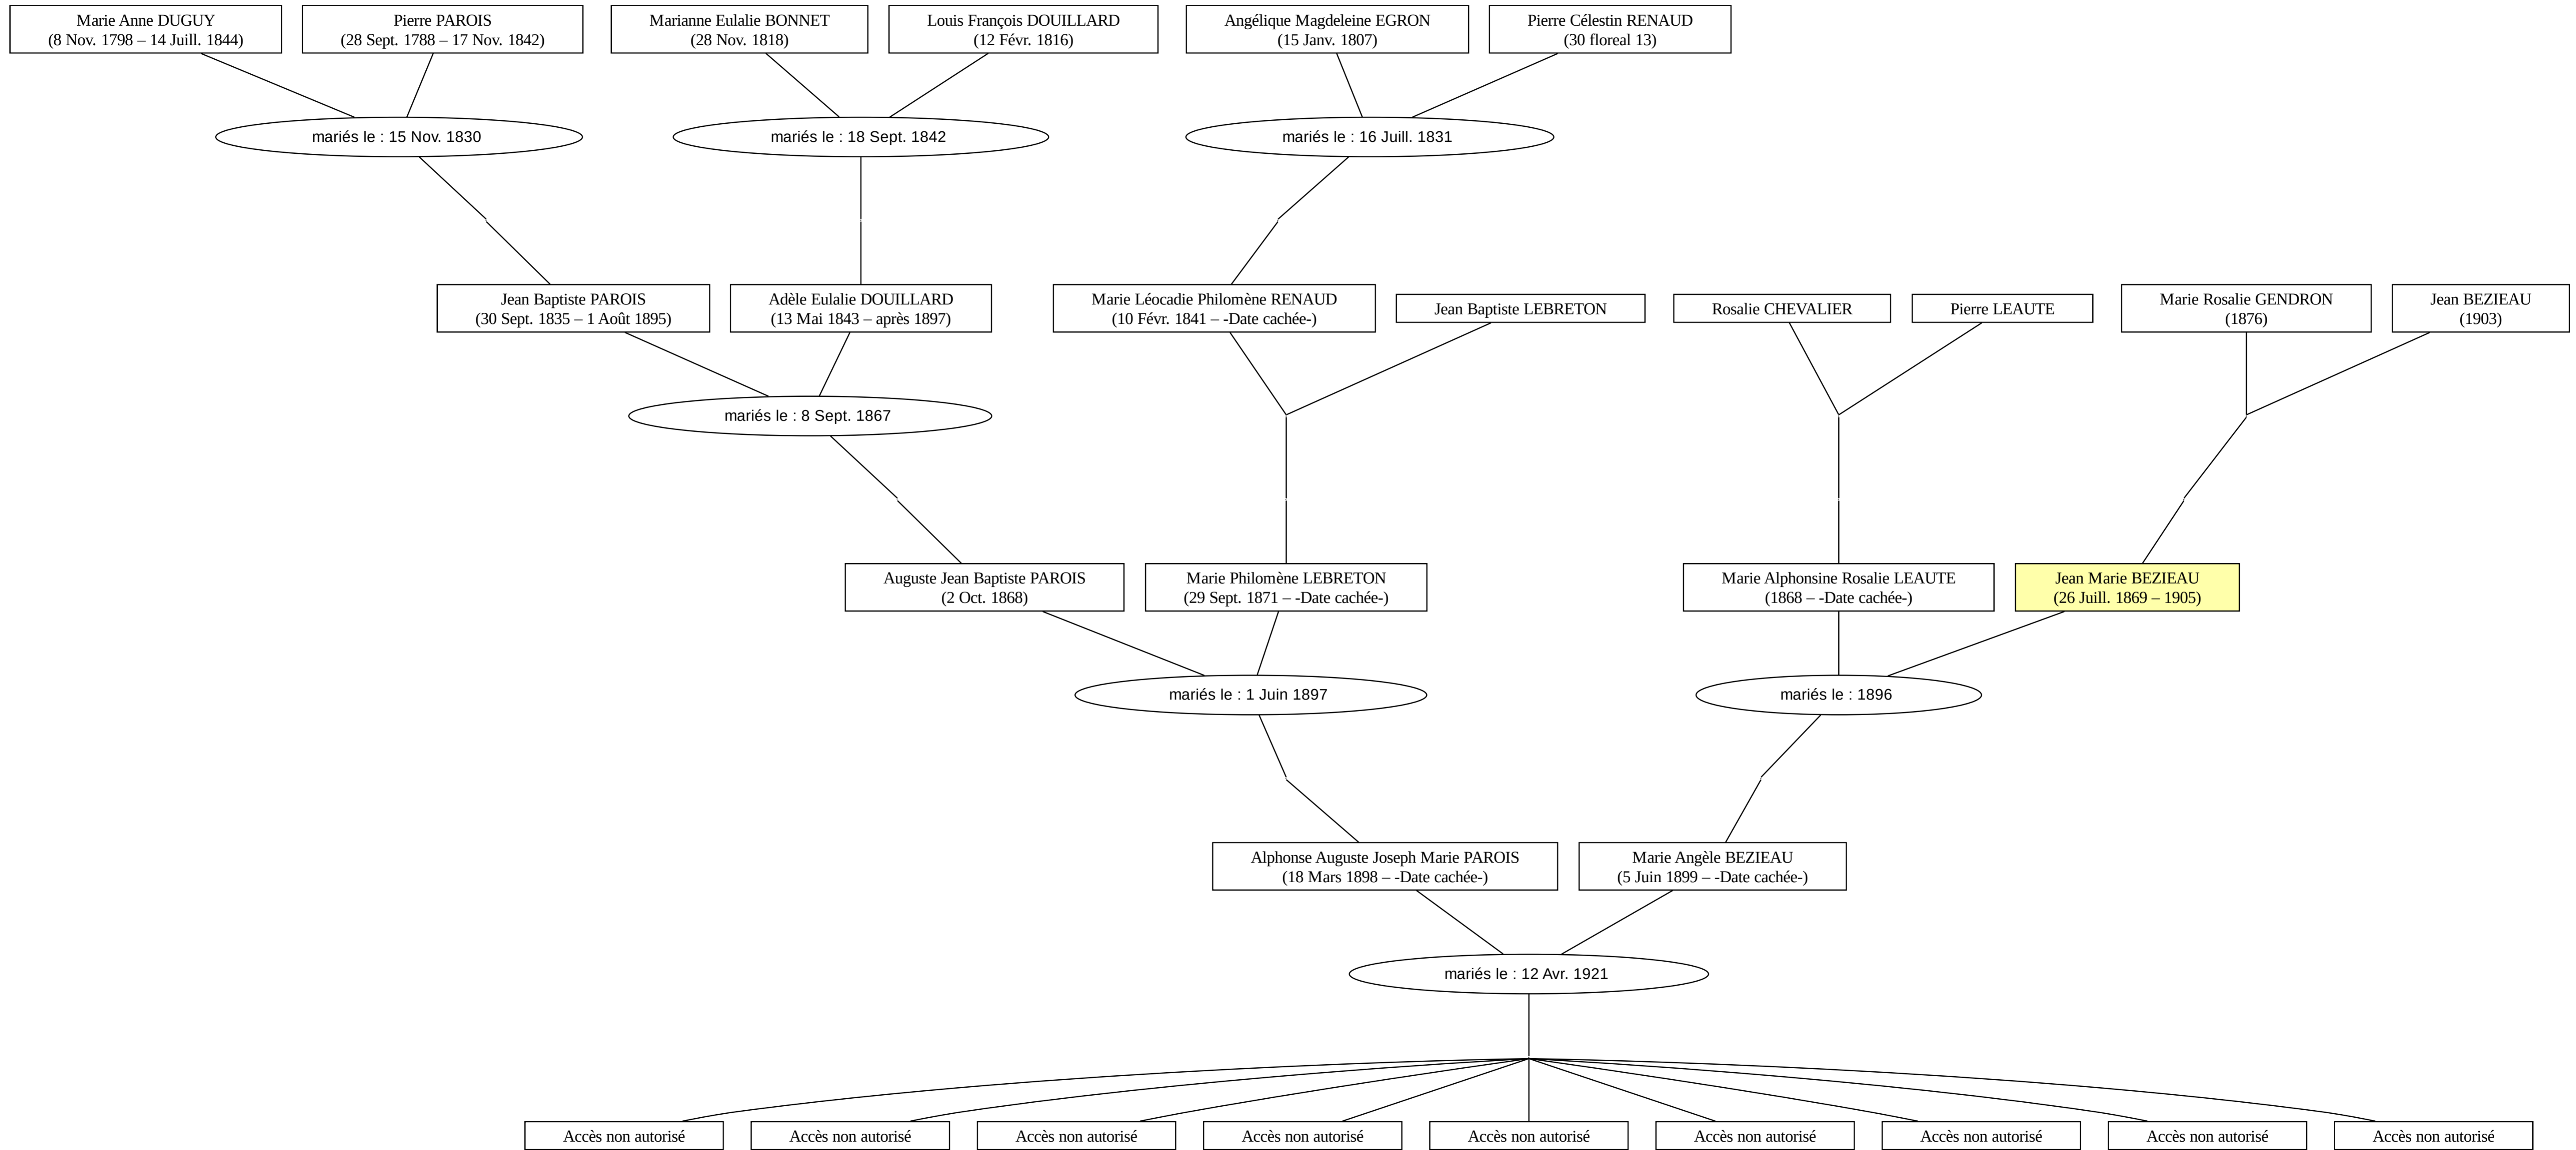 Marie Anne DUGUY
(8 Nov. 1798 – 14 Juill. 1844)
Pierre PAROIS
(28 Sept. 1788 – 17 Nov. 1842)
Marianne Eulalie BONNET
(28 Nov. 1818)
Louis François DOUILLARD
(12 Févr. 1816)
Angélique Magdeleine EGRON
(15 Janv. 1807)
Pierre Célestin RENAUD
(30 floreal 13)
mariés le : 15 Nov. 1830
mariés le : 18 Sept. 1842
mariés le : 16 Juill. 1831
Jean Baptiste PAROIS
(30 Sept. 1835 – 1 Août 1895)
Adèle Eulalie DOUILLARD
(13 Mai 1843 – après 1897)
Marie Léocadie Philomène RENAUD
(10 Févr. 1841 – -Date cachée-)
Jean Baptiste LEBRETON
Rosalie CHEVALIER
Pierre LEAUTE
Marie Rosalie GENDRON
(1876)
Jean BEZIEAU
(1903)
mariés le : 8 Sept. 1867
Auguste Jean Baptiste PAROIS
(2 Oct. 1868)
Marie Philomène LEBRETON
(29 Sept. 1871 – -Date cachée-)
Marie Alphonsine Rosalie LEAUTE
(1868 – -Date cachée-)
Jean Marie BEZIEAU
(26 Juill. 1869 – 1905)
mariés le : 1 Juin 1897
mariés le : 1896
Alphonse Auguste Joseph Marie PAROIS
(18 Mars 1898 – -Date cachée-)
Marie Angèle BEZIEAU
(5 Juin 1899 – -Date cachée-)
mariés le : 12 Avr. 1921
Accès non autorisé
Accès non autorisé
Accès non autorisé
Accès non autorisé
Accès non autorisé
Accès non autorisé
Accès non autorisé
Accès non autorisé
Accès non autorisé